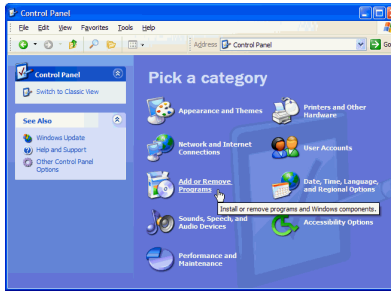 Control Panel
File Edit View Favorites Tools Help
Address Control Panel Go
Control Panel
Switch to Classic View
See Also
Windows Update
Help and Support
Other Control Panel
Options
Pick a category
Appearance and Themes
Printers and Other
Hardware
Network and Internet
Connections
User Accounts
Add or Remove
Programs
Date, Time, Language,
and Regional Options
Install or remove programs and Windows components.
Sounds, Speech, and
Audio Devices
Accessibility Options
Performance and
Maintenance